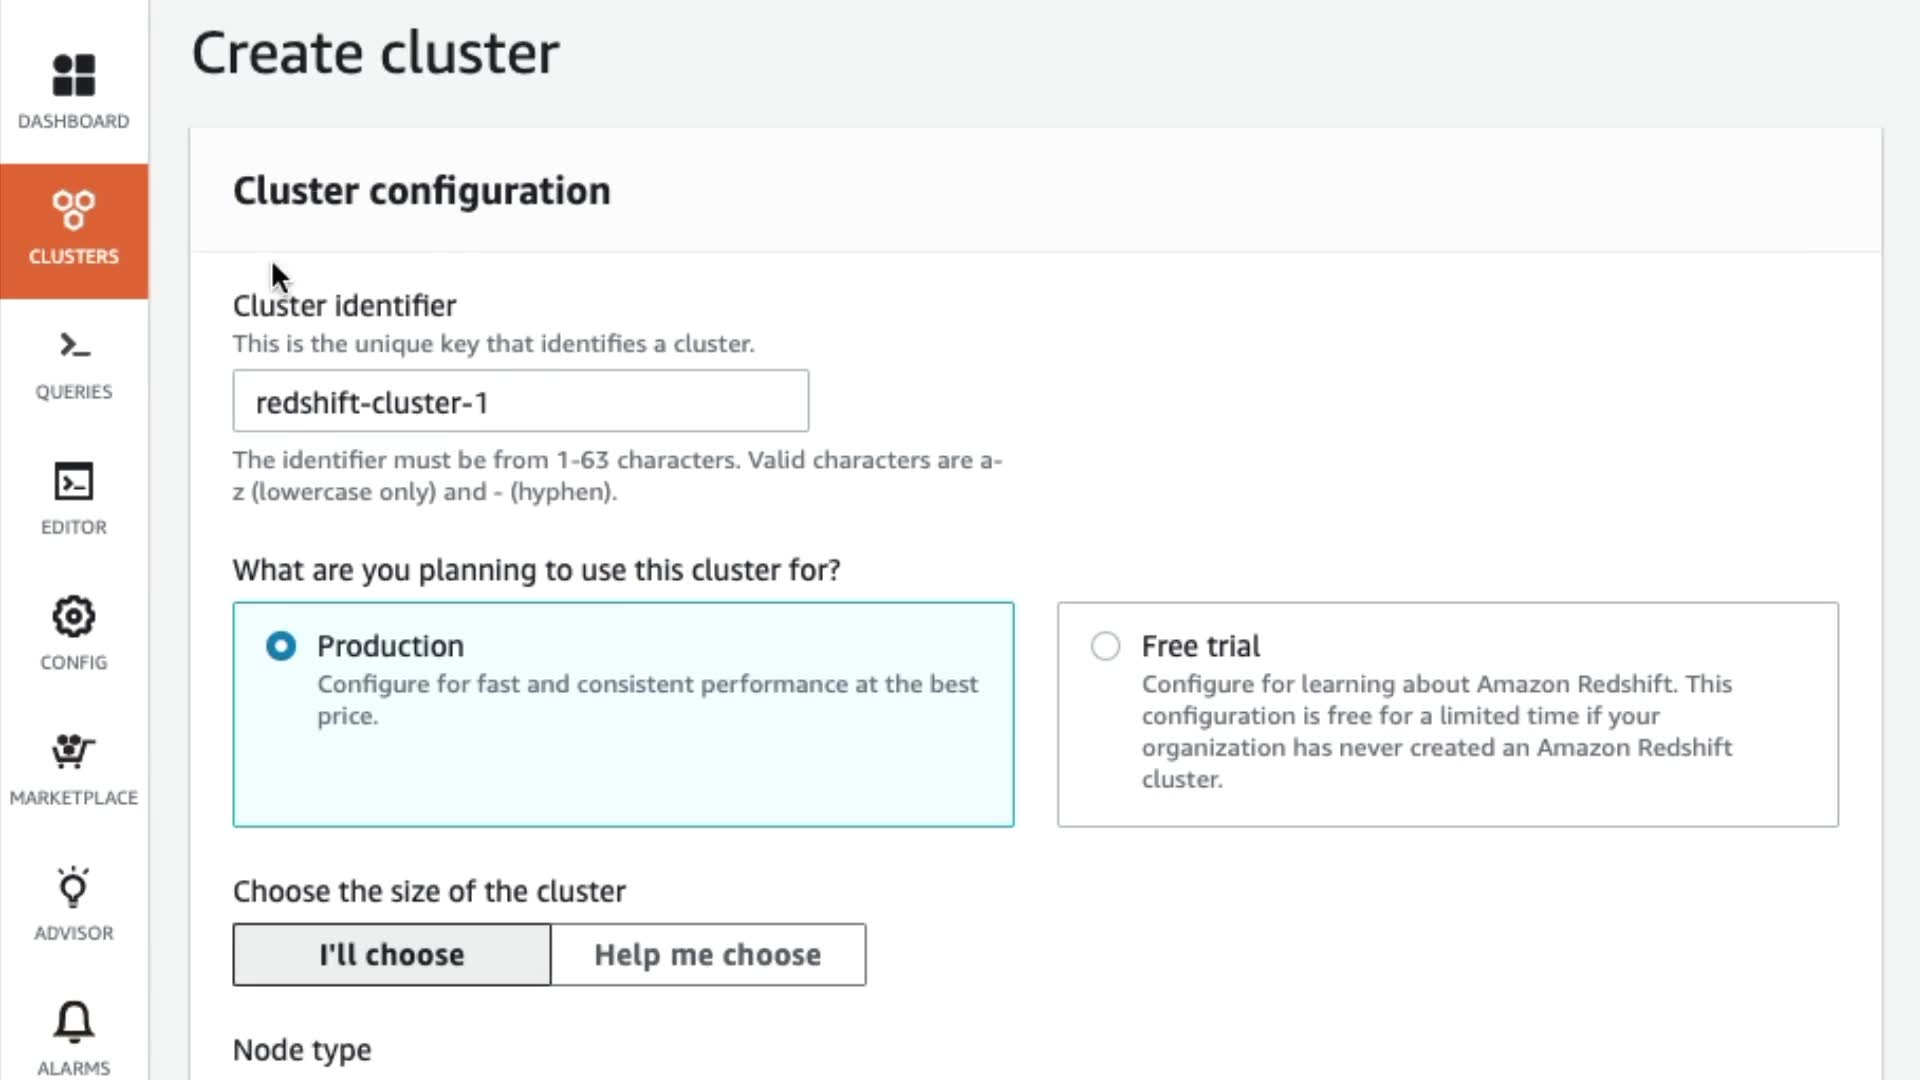 Create cluster
DASHBOARD
CLUSTERS
QUERIES
EDITOR
CONFIG
MARKETPLACE
ADVISOR
ALARMS
Cluster configuration
Cluster identifier
This is the unique key that identifies a cluster.
redshift-cluster-1
The identifier must be from 1-63 characters. Valid characters are a-
z (lowercase only) and - (hyphen).
What are you planning to use this cluster for?
Production
Configure for fast and consistent performance at the best
price.
Free trial
Configure for learning about Amazon Redshift. This
configuration is free for a limited time if your
organization has never created an Amazon Redshift
cluster.
Choose the size of the cluster
I'll choose
Help me choose
Node type